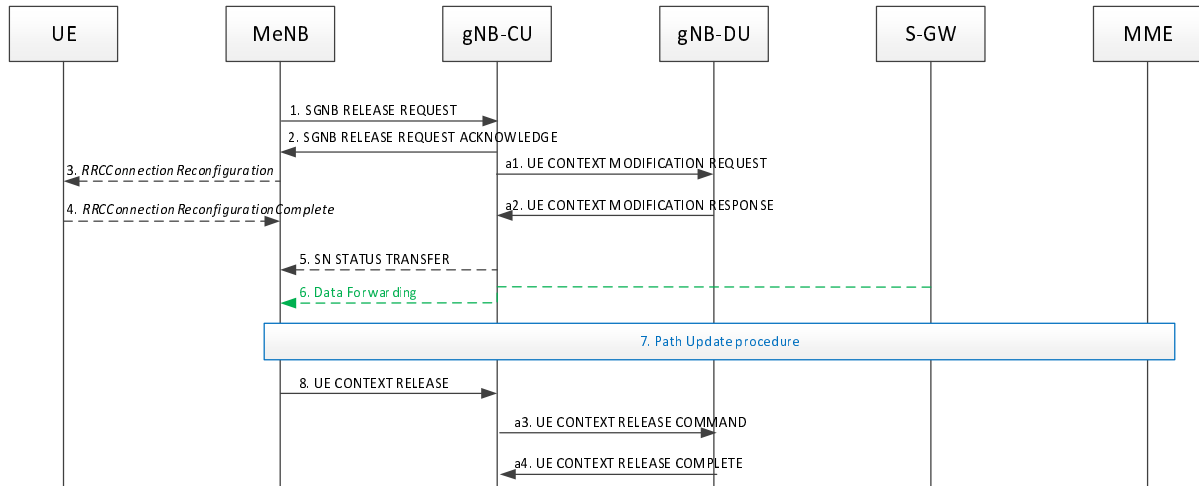 UE
MeNB
gNB-CU
gNB-DU
S-GW
MME
1. SGNB RELEASE REQUEST
2. SGNB RELEASE REQUEST ACKNOWLEDGE
a1. UE CONTEXT MODIFICATION REQUEST
3. RRCConnectionReconfiguration
4. RRCConnectionReconfigurationComplete
a2. UE CONTEXT MODIFICATION RESPONSE
5. SN STATUS TRANSFER
6. Data Forwarding
7. Path Update procedure
8. UE CONTEXT RELEASE
a3. UE CONTEXT RELEASE COMMAND
a4. UE CONTEXT RELEASE COMPLETE